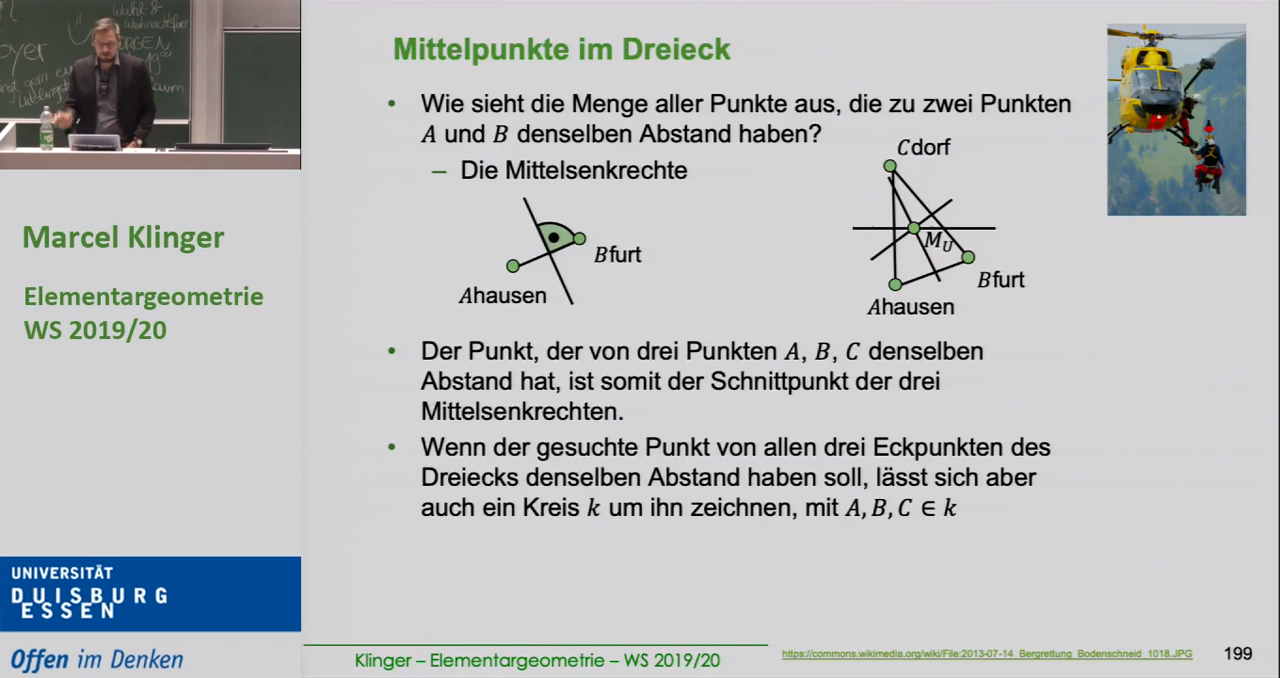 Wahl-8
MORGEN
Mittelpunkte im Dreieck
• Wie sieht die Menge aller Punkte aus, die zu zwei Punkten
A und B denselben Abstand haben?
– Die Mittelsenkrechte
Bfurt
Ahausen
Cdorf
M_U
Bfurt
Ahausen
• Der Punkt, der von drei Punkten A, B, C denselben
Abstand hat, ist somit der Schnittpunkt der drei
Mittelsenkrechten.
• Wenn der gesuchte Punkt von allen drei Eckpunkten des
Dreiecks denselben Abstand haben soll, lässt sich aber
auch ein Kreis k um ihn zeichnen, mit A, B, C ∈ k
Marcel Klinger
Elementargeometrie
WS 2019/20
UNIVERSITÄT
DUISBURG
ESSEN
Offen im Denken
Klinger – Elementargeometrie – WS 2019/20
https://commons.wikimedia.org/wiki/File:2013-07-14_Bergrettung_Bodenschneid_1018.JPG
199